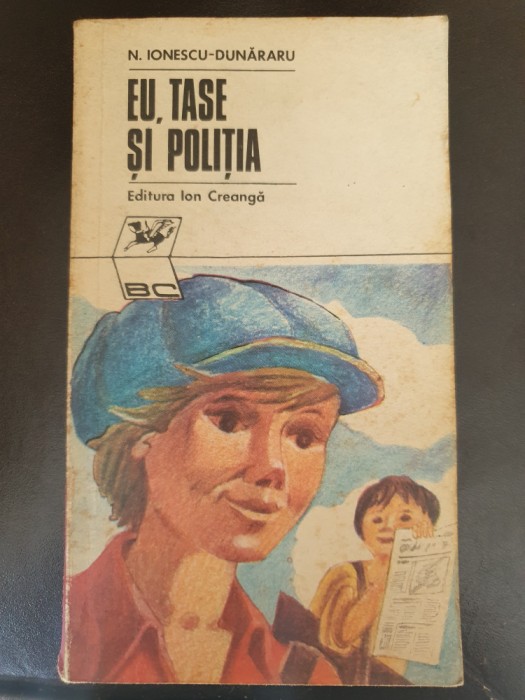 N. IONESCU-DUNĂRARU
EU, TASE
ȘI POLIȚIA
Editura Ion Creangă
BC